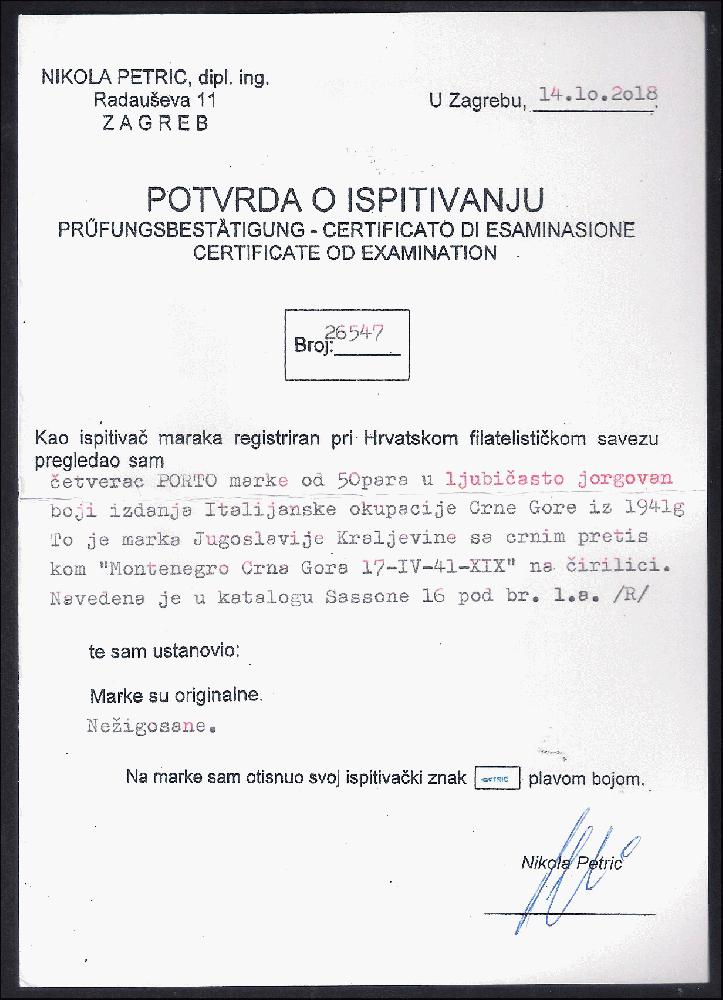 NIKOLA PETRIC, dipl. ing.
Radauševa 11
ZAGREB
U Zagrebu, 14.lo.2ol8
POTVRDA O ISPITIVANJU
PRŰFUNGSBESTÄTIGUNG - CERTIFICATO DI ESAMINASIONE
CERTIFICATE OD EXAMINATION
Broj: 26547
Kao ispitivač maraka registriran pri Hrvatskom filatelističkom savezu
pregledao sam
četverac PORTO marke od 50para u ljubičasto jorgovan
boji izdanja Italijanske okupacije Crne Gore iz 1941g
To je marka Jugoslavije Kraljevine sa crnim pretis
kom "Montenegro Crna Gora 17-IV-41-XIX" na čirilici.
Navedena je u katalogu Sassone 16 pod br. l.a. /R/
te sam ustanovio:
Marke su originalne.
Nežigosane.
Na marke sam otisnuo svoj ispitivački znak PETRIC plavom bojom.
Nikola Petric